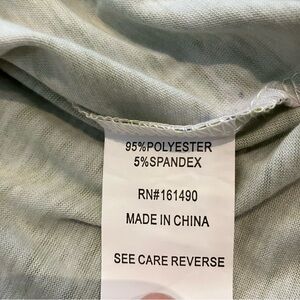 95%POLYESTER
5%SPANDEX
RN#161490
MADE IN CHINA
SEE CARE REVERSE